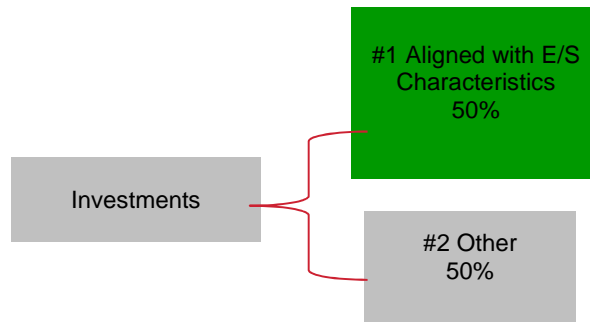 #1 Aligned with E/S
Characteristics
50%
Investments
#2 Other
50%